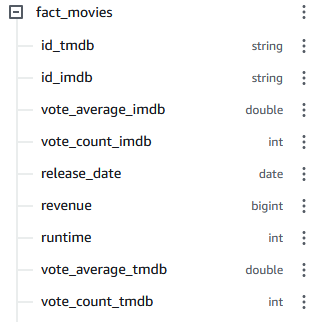 fact_movies
id_tmdb string
id_imdb string
vote_average_imdb double
vote_count_imdb int
release_date date
revenue bigint
runtime int
vote_average_tmdb double
vote_count_tmdb int